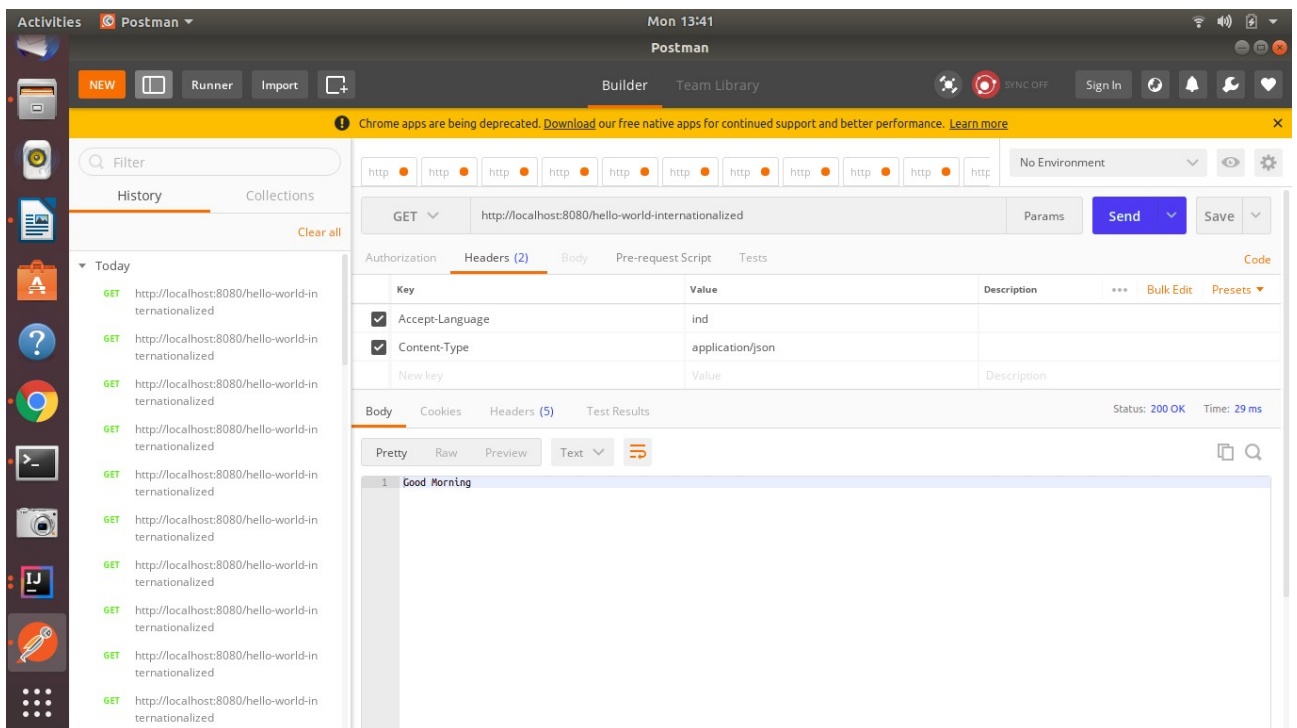 Activities Postman Mon 13:41
Postman
NEW Runner Import Builder Team Library SYNC OFF Sign In
Chrome apps are being deprecated. Download our free native apps for continued support and better performance. Learn more
Filter
History Collections
Clear all
Today
GET http://localhost:8080/hello-world-in
ternationalized
GET http://localhost:8080/hello-world-in
ternationalized
GET http://localhost:8080/hello-world-in
ternationalized
GET http://localhost:8080/hello-world-in
ternationalized
GET http://localhost:8080/hello-world-in
ternationalized
GET http://localhost:8080/hello-world-in
ternationalized
GET http://localhost:8080/hello-world-in
ternationalized
GET http://localhost:8080/hello-world-in
ternationalized
GET http://localhost:8080/hello-world-in
ternationalized
GET http://localhost:8080/hello-world-in
ternationalized
http http http http http http http http http http http
No Environment
GET http://localhost:8080/hello-world-internationalized Params Send Save
Authorization Headers (2) Body Pre-request Script Tests Code
Key Value Description Bulk Edit Presets
Accept-Language ind
Content-Type application/json
New key Value Description
Body Cookies Headers (5) Test Results Status: 200 OK Time: 29 ms
Pretty Raw Preview Text
1 Good Morning